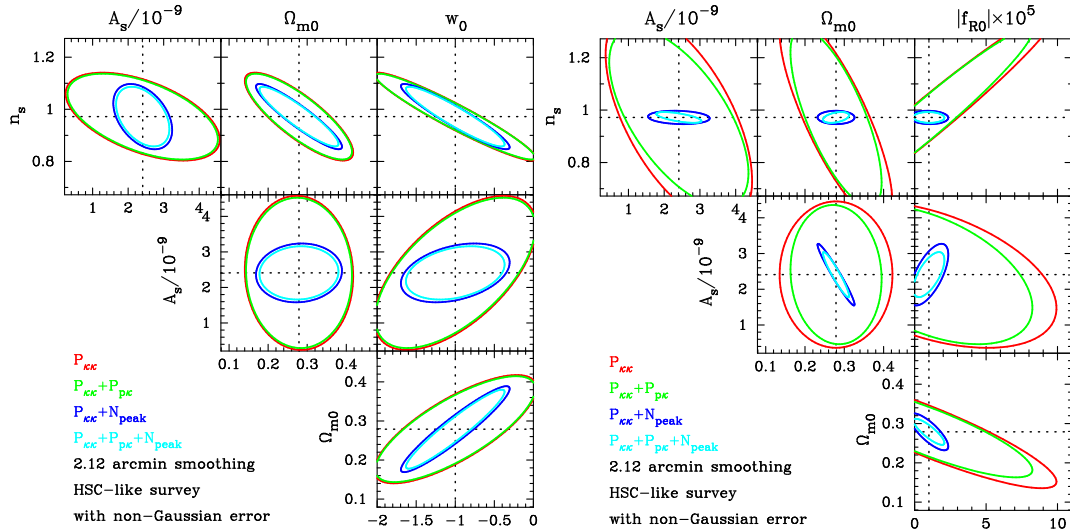 A_s/10^-9 Ω_m0 w_0
n_s
1.2
1
0.8
1 2 3 4
A_s/10^-9
3
2
1
0.1 0.2 0.3 0.4
Ω_m0
0.4
0.3
0.2
0.1
−2 −1.5 −1 −0.5 0
P_κκ
P_κκ+P_pκ
P_κκ+N_peak
P_κκ+P_pκ+N_peak
2.12 arcmin smoothing
HSC−like survey
with non−Gaussian error
A_s/10^-9 Ω_m0 |f_R0|×10^5
n_s
1.2
1
0.8
1 2 3 4
A_s/10^-9
3
2
1
0.1 0.2 0.3 0.4
Ω_m0
0.4
0.3
0.2
0.1
0 5 10
P_κκ
P_κκ+P_pκ
P_κκ+N_peak
P_κκ+P_pκ+N_peak
2.12 arcmin smoothing
HSC−like survey
with non−Gaussian error